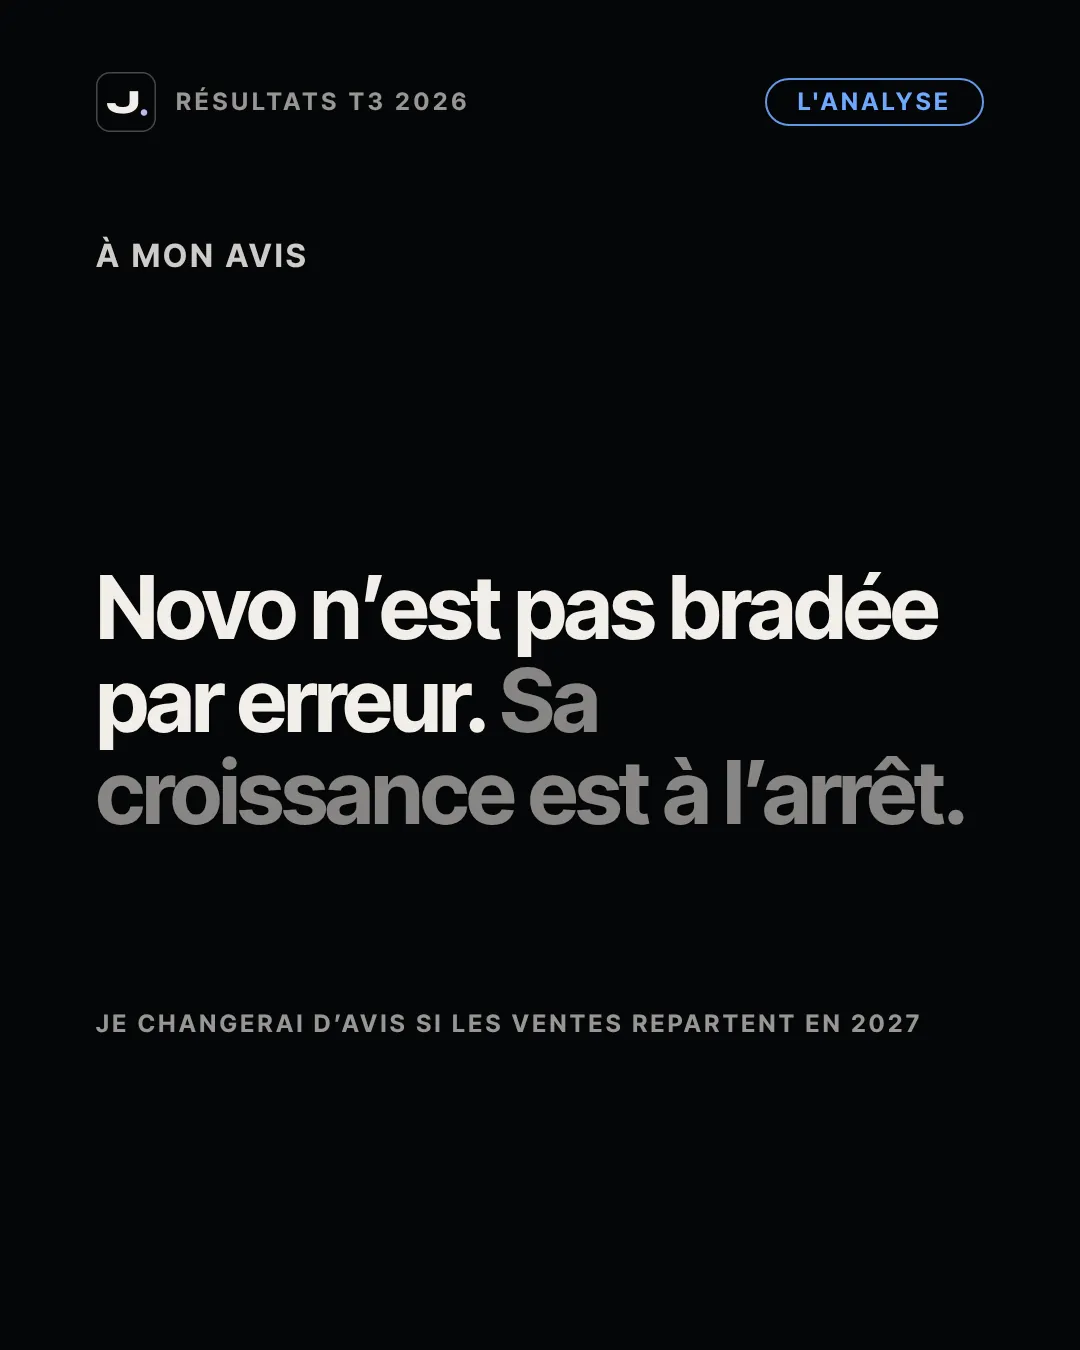 J.
RÉSULTATS T3 2026
L'ANALYSE
À MON AVIS
Novo n’est pas bradée
par erreur. Sa
croissance est à l’arrêt.
JE CHANGERAI D’AVIS SI LES VENTES REPARTENT EN 2027